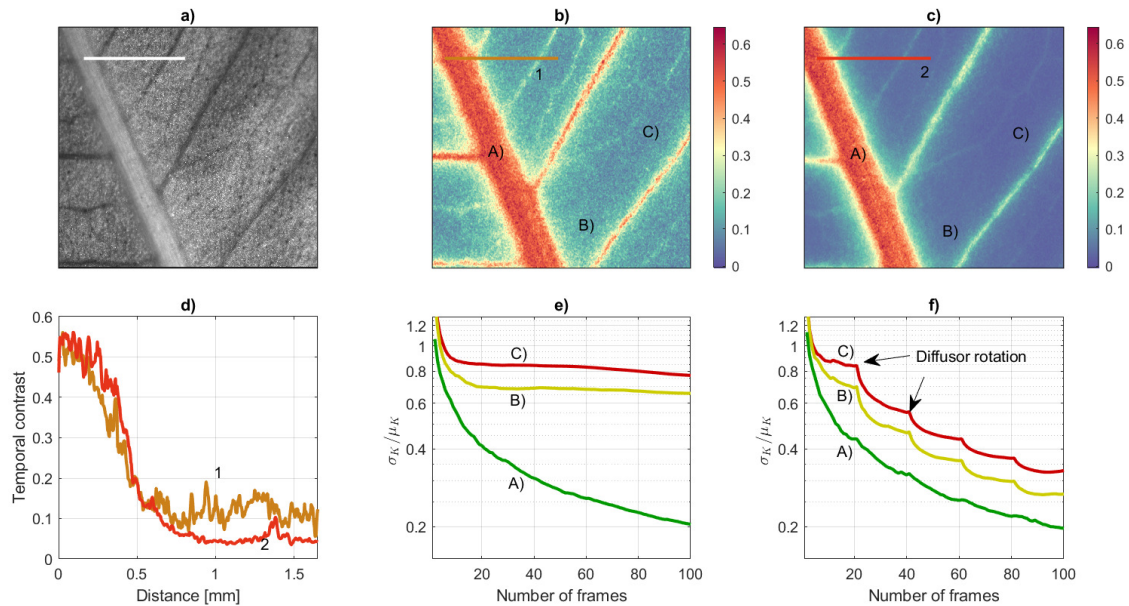 a)
b)
c)
1
A)
B)
C)
0.6
0.5
0.4
0.3
0.2
0.1
0
2
A)
B)
C)
0.6
0.5
0.4
0.3
0.2
0.1
0
d)
Temporal contrast
0.6
0.5
0.4
0.3
0.2
0.1
0
1
2
0 0.5 1 1.5
Distance [mm]
e)
σK/μK
1.2
1
0.8
0.6
0.4
0.2
C)
B)
A)
20 40 60 80 100
Number of frames
f)
σK/μK
1.2
1
0.8
0.6
0.4
0.2
C)
Diffusor rotation
B)
A)
20 40 60 80 100
Number of frames